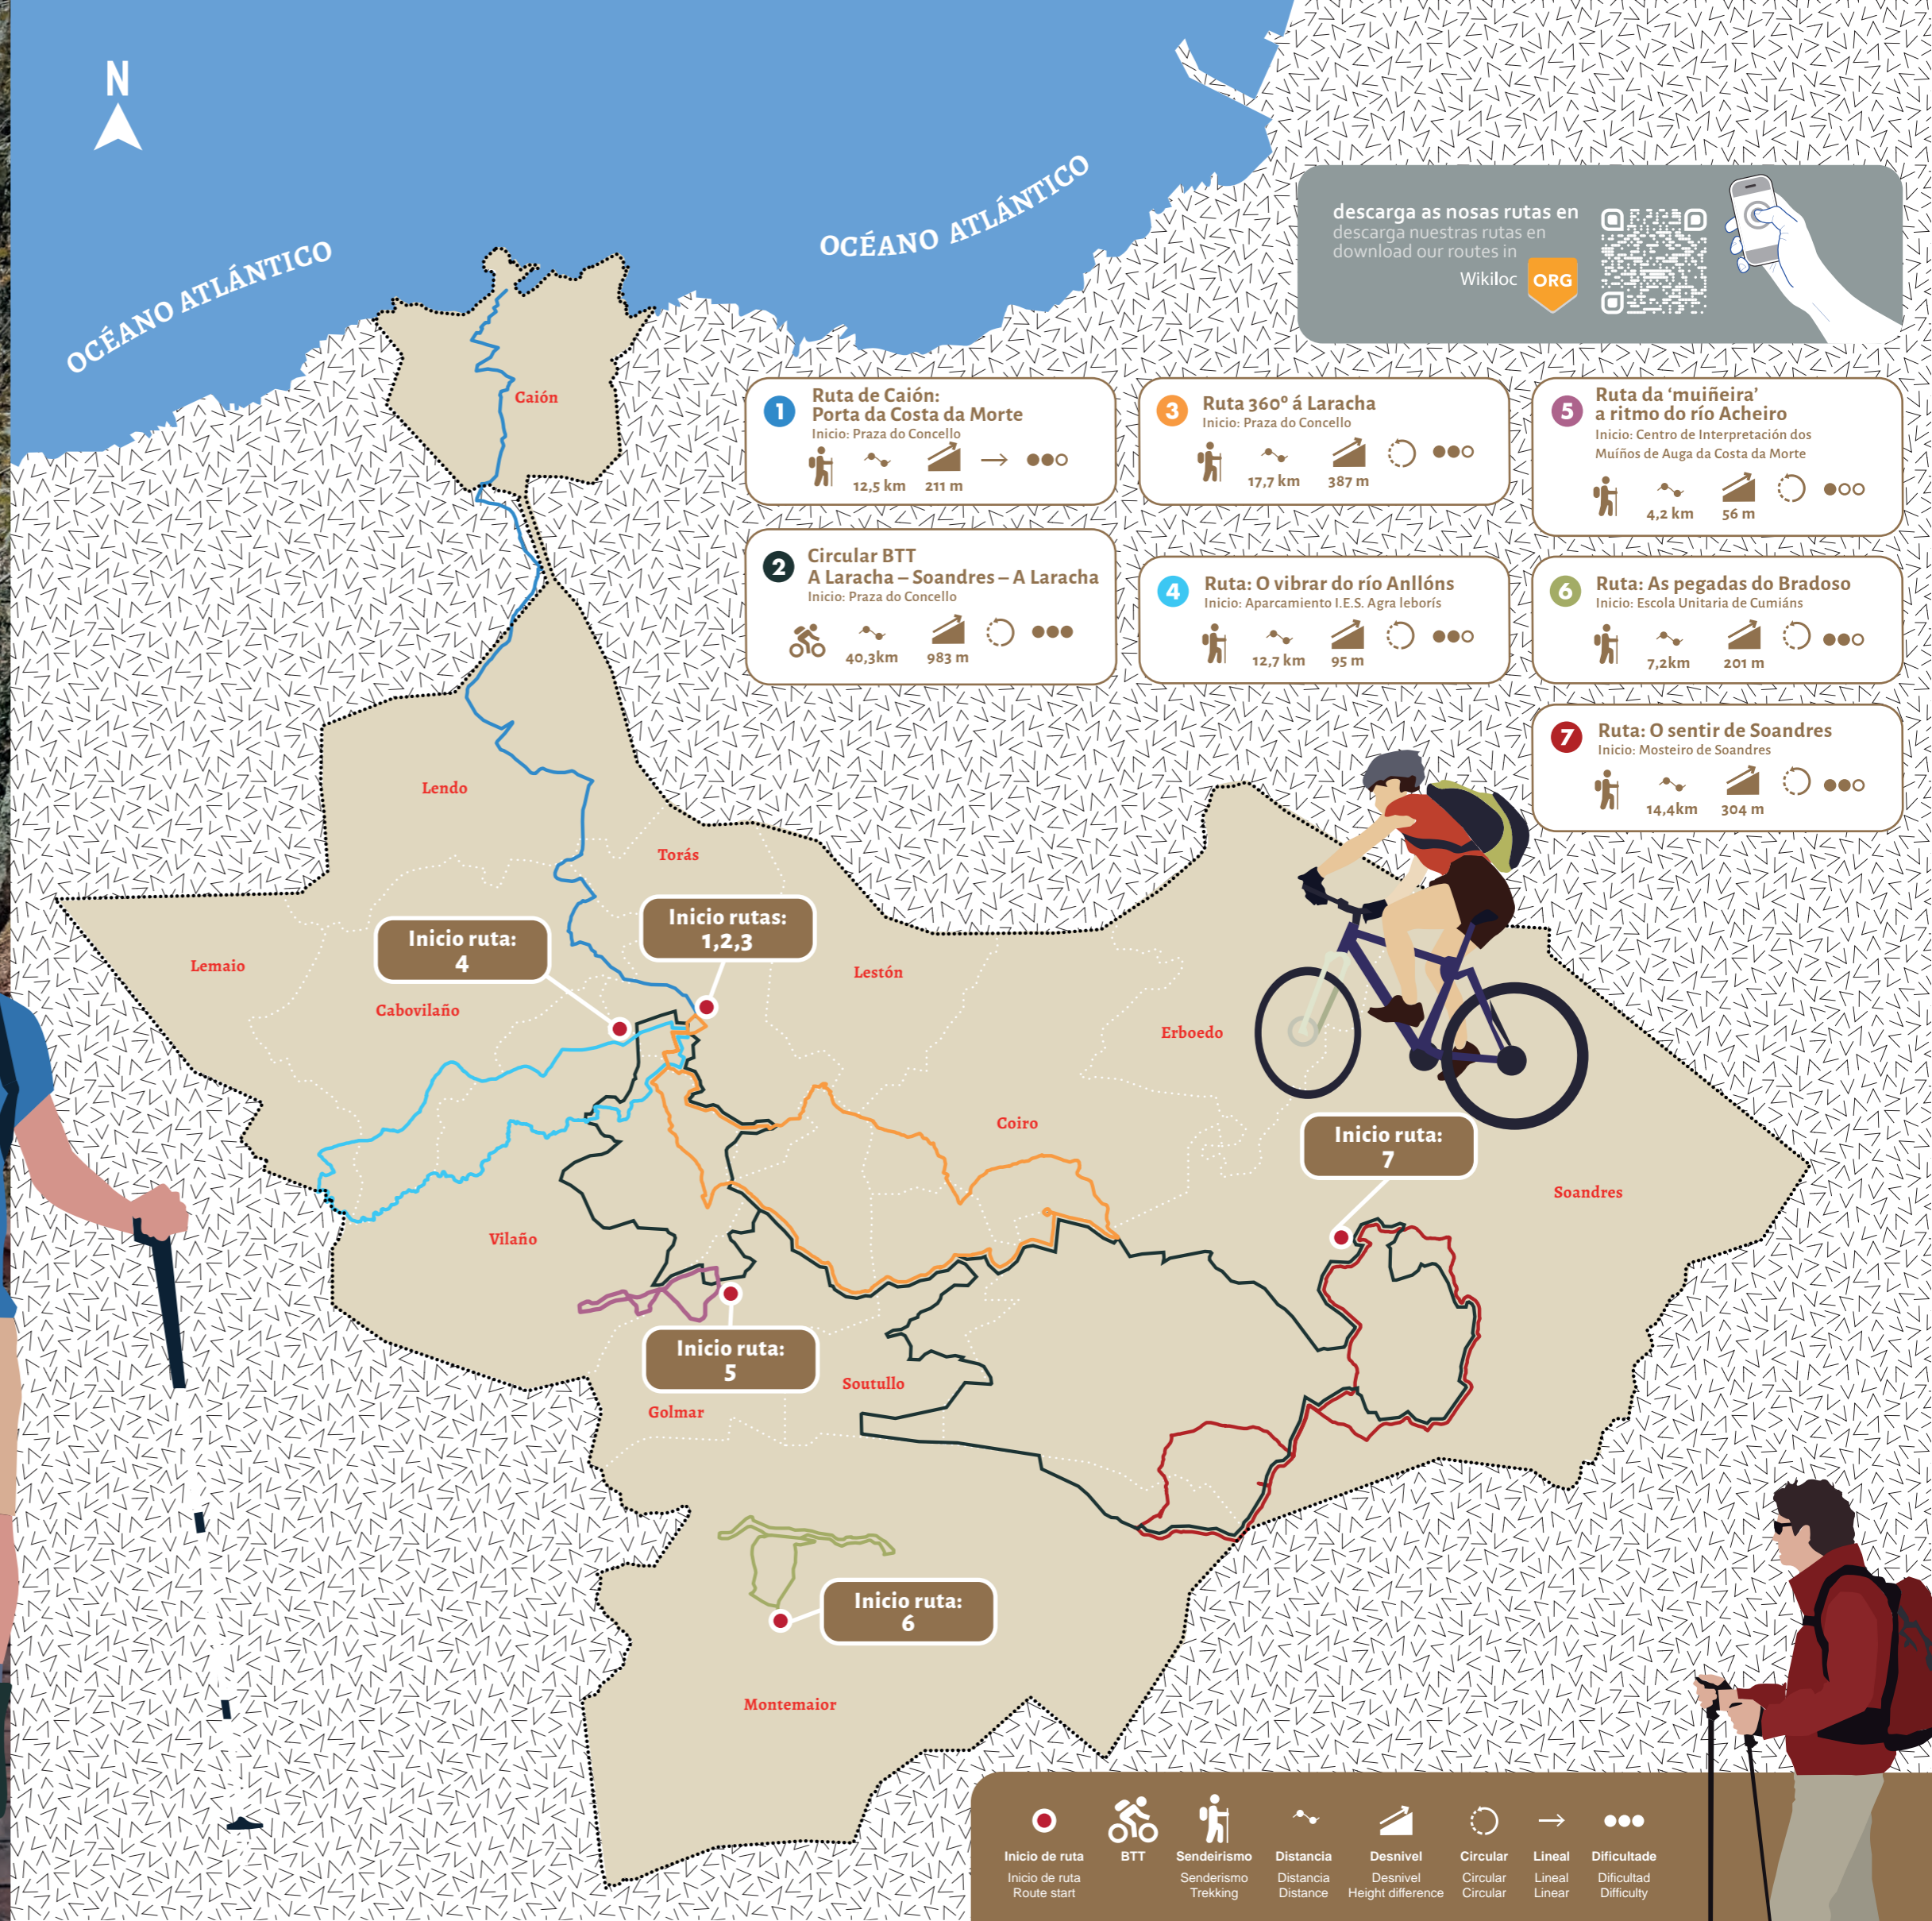 N
OCÉANO ATLÁNTICO
OCÉANO ATLÁNTICO
descarga as nosas rutas en
descarga nuestras rutas en
download our routes in
Wikiloc ORG
1
Ruta de Caión:
Porta da Costa da Morte
Inicio: Praza do Concello
12,5 km 211 m
2
Circular BTT
A Laracha – Soandres – A Laracha
Inicio: Praza do Concello
40,3km 983 m
3
Ruta 360º á Laracha
Inicio: Praza do Concello
17,7 km 387 m
4
Ruta: O vibrar do río Anllóns
Inicio: Aparcamiento I.E.S. Agra leborís
12,7 km 95 m
5
Ruta da ‘muiñeira’
a ritmo do río Acheiro
Inicio: Centro de Interpretación dos
Muíños de Auga da Costa da Morte
4,2 km 56 m
6
Ruta: As pegadas do Bradoso
Inicio: Escola Unitaria de Cumiáns
7,2km 201 m
7
Ruta: O sentir de Soandres
Inicio: Mosteiro de Soandres
14,4km 304 m
Caión
Lendo
Torás
Inicio ruta:
4
Inicio rutas:
1,2,3
Lemaio
Lestón
Cabovilaño
Erboedo
Coiro
Inicio ruta:
7
Soandres
Vilaño
Inicio ruta:
5
Soutullo
Golmar
Inicio ruta:
6
Montemaior
Inicio de ruta BTT Sendeirismo Distancia Desnivel Circular Lineal Dificultade
Inicio de ruta Senderismo Distancia Desnivel Circular Lineal Dificultad
Route start Trekking Distance Height difference Circular Linear Difficulty